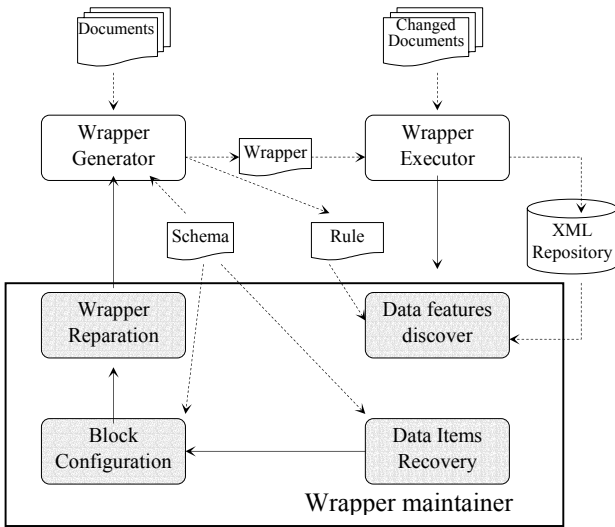 Documents
Changed
Documents
Wrapper
Generator
Wrapper
Wrapper
Executor
Schema
Rule
XML
Repository
Wrapper
Reparation
Data features
discover
Block
Configuration
Data Items
Recovery
Wrapper maintainer